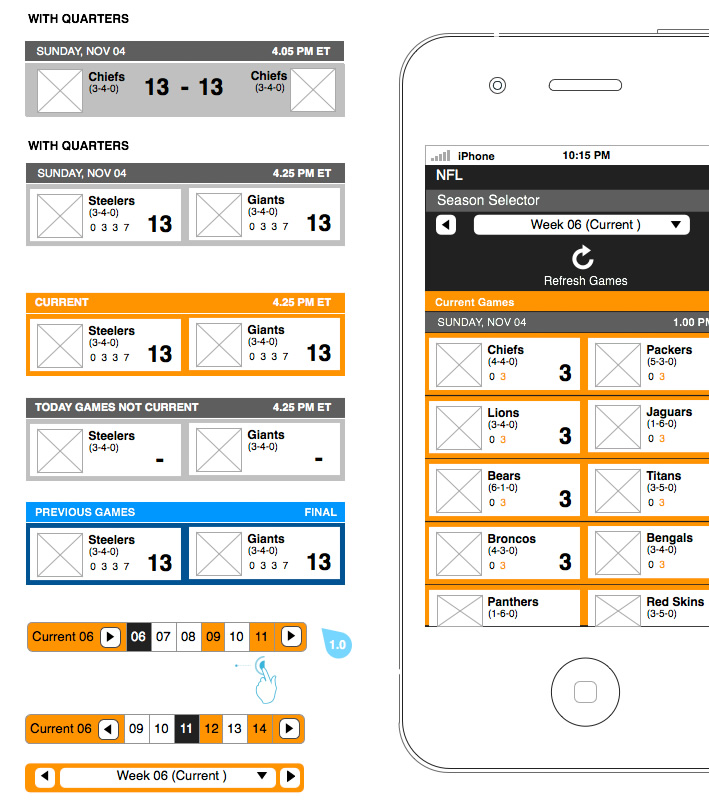 WITH QUARTERS
SUNDAY, NOV 04 4.05 PM ET
Chiefs 13 - 13 Chiefs
(3-4-0) (3-4-0)
WITH QUARTERS
SUNDAY, NOV 04 4.25 PM ET
Steelers Giants
(3-4-0) (3-4-0)
0 3 3 7 13 0 3 3 7 13
CURRENT 4.25 PM ET
Steelers Giants
(3-4-0) (3-4-0)
0 3 3 7 13 0 3 3 7 13
TODAY GAMES NOT CURRENT 4.25 PM ET
Steelers Giants
(3-4-0) - (3-4-0) -
PREVIOUS GAMES FINAL
Steelers Giants
(3-4-0) (3-4-0)
0 3 3 7 13 0 3 3 7 13
Current 06 06 07 08 09 10 11
1.0
Current 06 09 10 11 12 13 14
Week 06 (Current )
iPhone 10:15 PM
NFL
Season Selector
Week 06 (Current )
Refresh Games
Current Games
SUNDAY, NOV 04 1.00 PM
Chiefs Packers
(4-4-0) (5-3-0)
0 3 3 0 3
Lions Jaguars
(3-4-0) (1-6-0)
0 3 3 0 3
Bears Titans
(6-1-0) (3-5-0)
0 3 3 0 3
Broncos Bengals
(4-3-0) (3-4-0)
0 3 3 0 3
Panthers Red Skins
(1-6-0) (3-5-0)